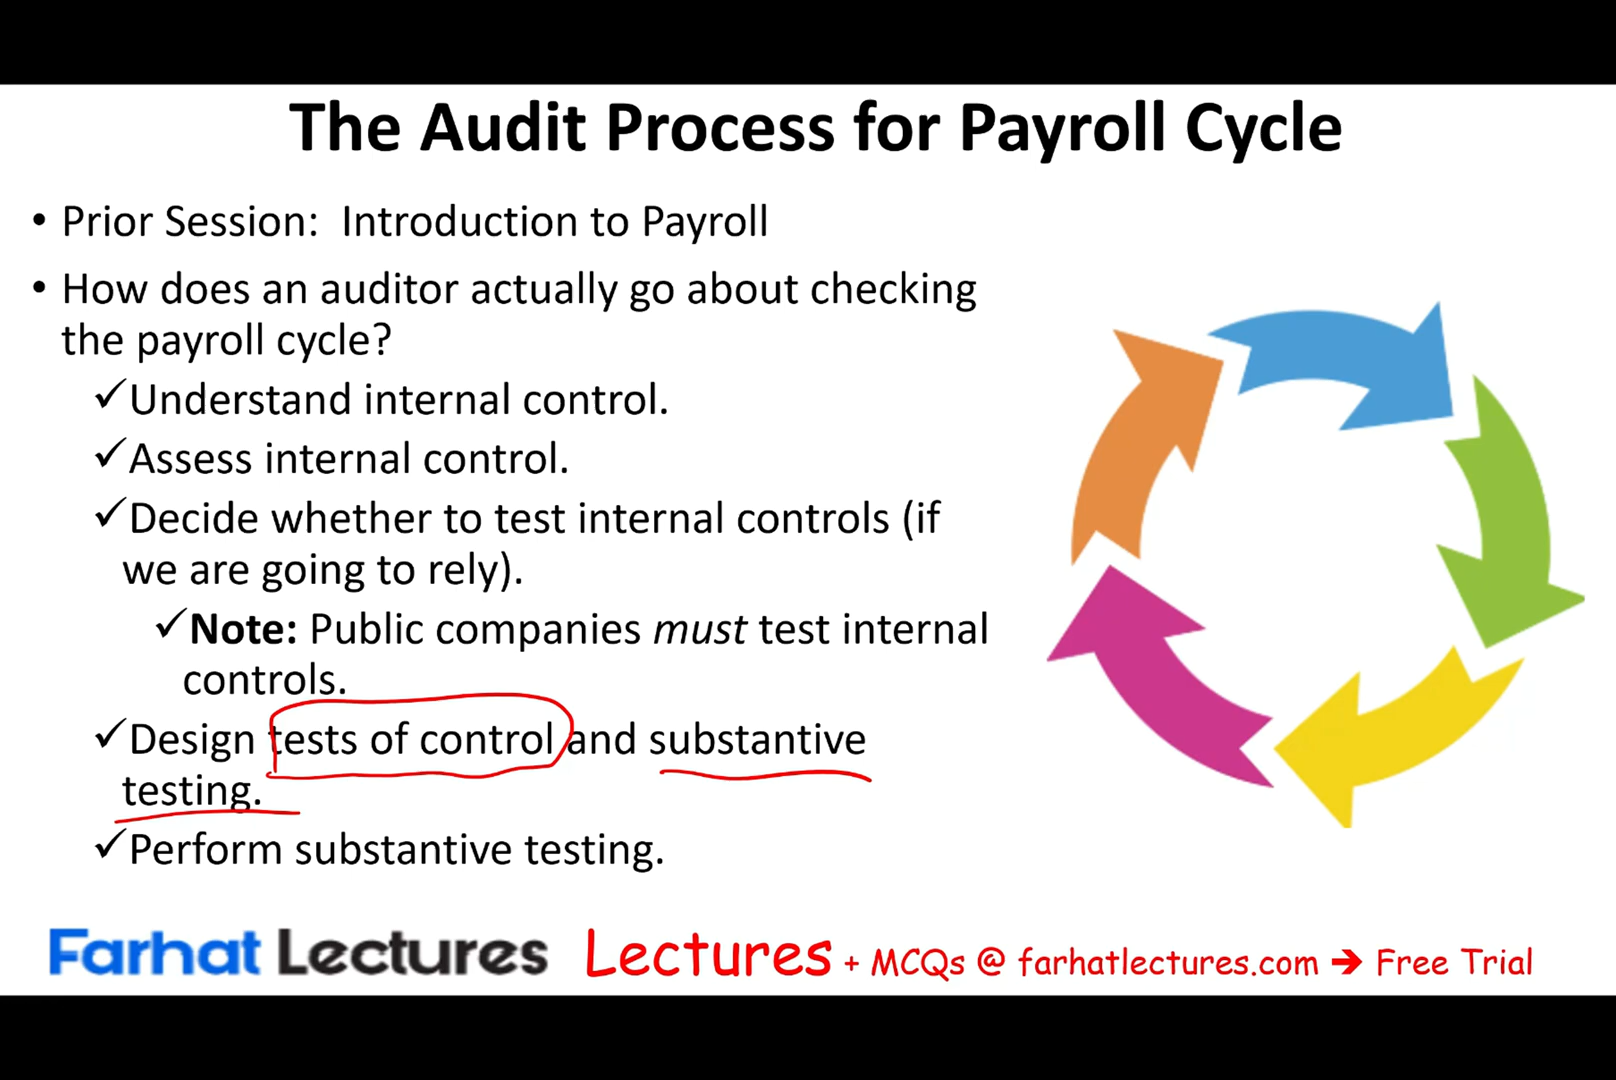 The Audit Process for Payroll Cycle
• Prior Session: Introduction to Payroll
• How does an auditor actually go about checking
the payroll cycle?
✓Understand internal control.
✓Assess internal control.
✓Decide whether to test internal controls (if
we are going to rely).
✓Note: Public companies must test internal
controls.
✓Design tests of control and substantive
testing.
✓Perform substantive testing.
Farhat Lectures Lectures + MCQs @ farhatlectures.com → Free Trial